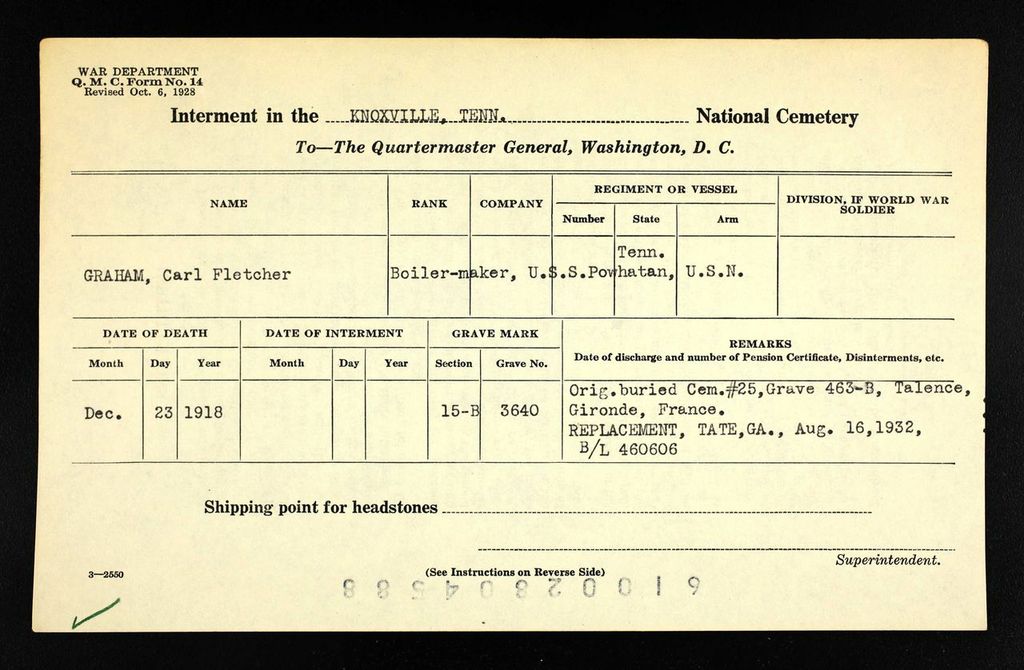 WAR DEPARTMENT
Q. M. C. Form No. 14
Revised Oct. 6, 1928
Interment in the KNOXVILLE, TENN. National Cemetery
To—The Quartermaster General, Washington, D. C.
NAME RANK COMPANY REGIMENT OR VESSEL DIVISION, IF WORLD WAR SOLDIER
Number State Arm
Tenn.
GRAHAM, Carl Fletcher Boiler-maker, U.S.S.Powhatan, U.S.N.
DATE OF DEATH DATE OF INTERMENT GRAVE MARK REMARKS
Month Day Year Month Day Year Section Grave No. Date of discharge and number of Pension Certificate, Disinterments, etc.
Dec. 23 1918 15-B 3640
Orig.buried Cem.#25,Grave 463-B, Talence,
Gironde, France.
REPLACEMENT, TATE,GA., Aug. 16,1932,
B/L 460606
Shipping point for headstones
Superintendent.
3—2550
(See Instructions on Reverse Side)